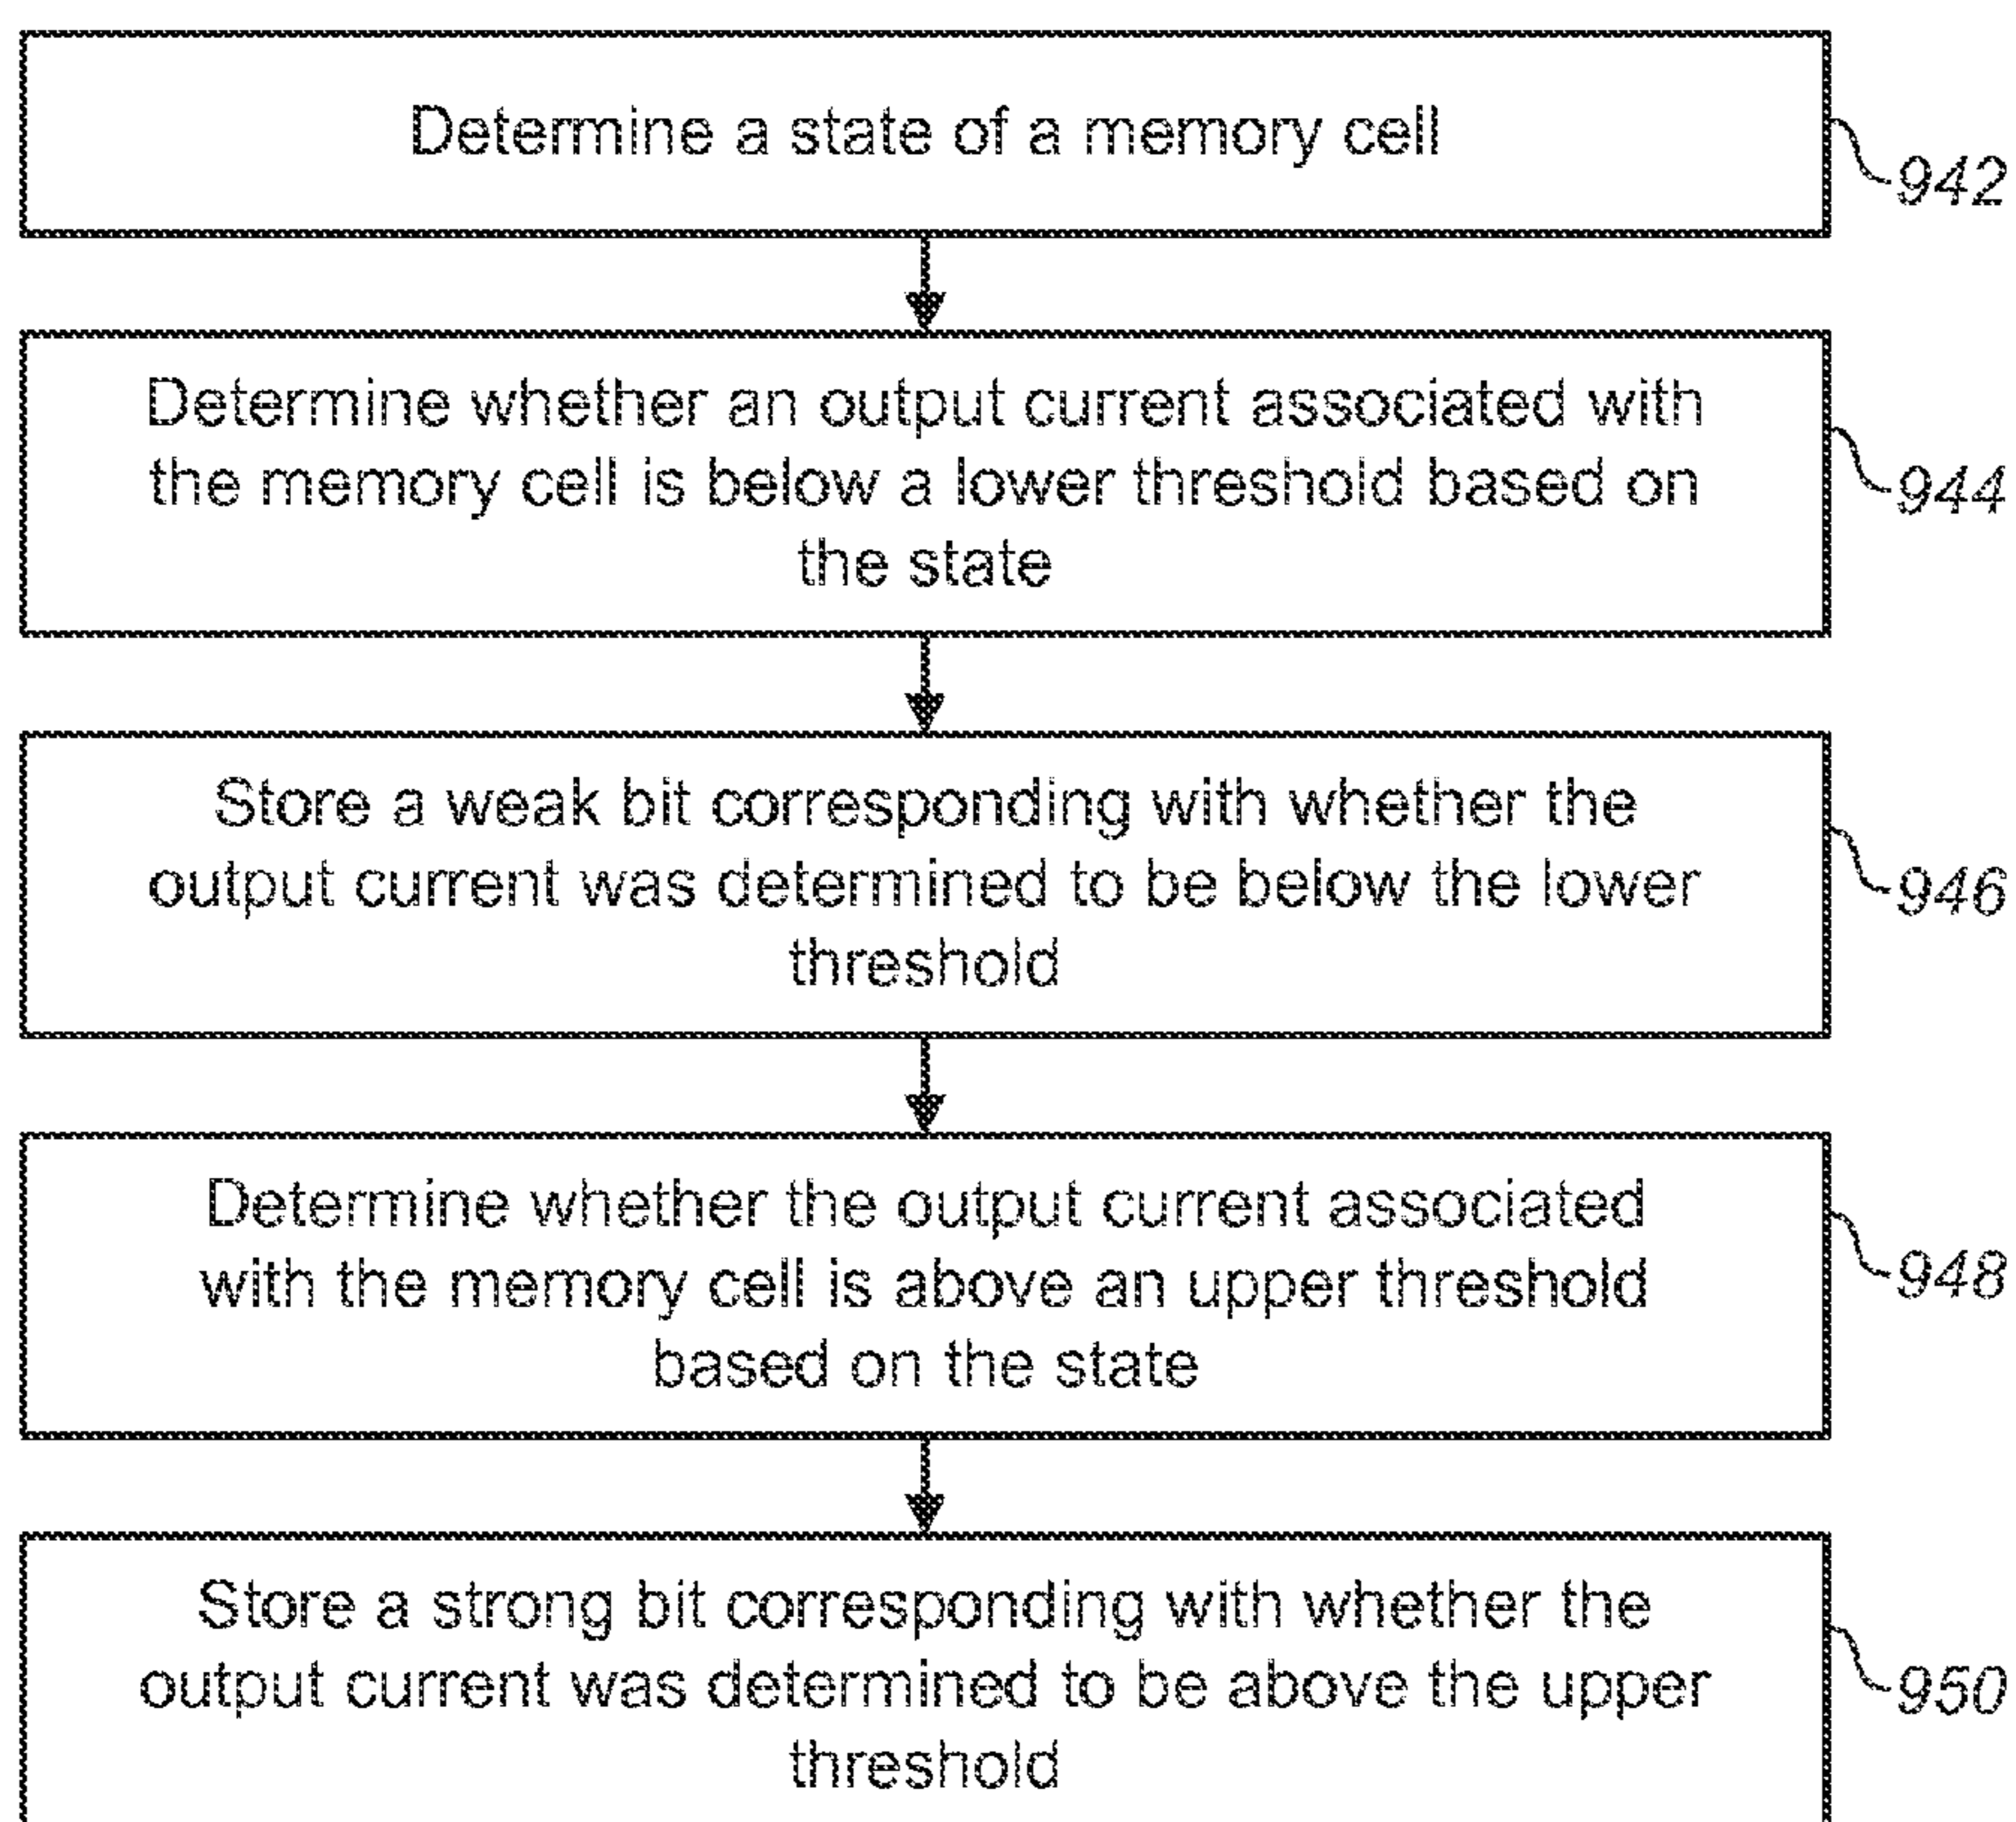 Determine a state of a memory cell
942
Determine whether an output current associated with
the memory cell is below a lower threshold based on
the state
944
Store a weak bit corresponding with whether the
output current was determined to be below the lower
threshold
946
Determine whether the output current associated
with the memory cell is above an upper threshold
based on the state
948
Store a strong bit corresponding with whether the
output current was determined to be above the upper
threshold
950